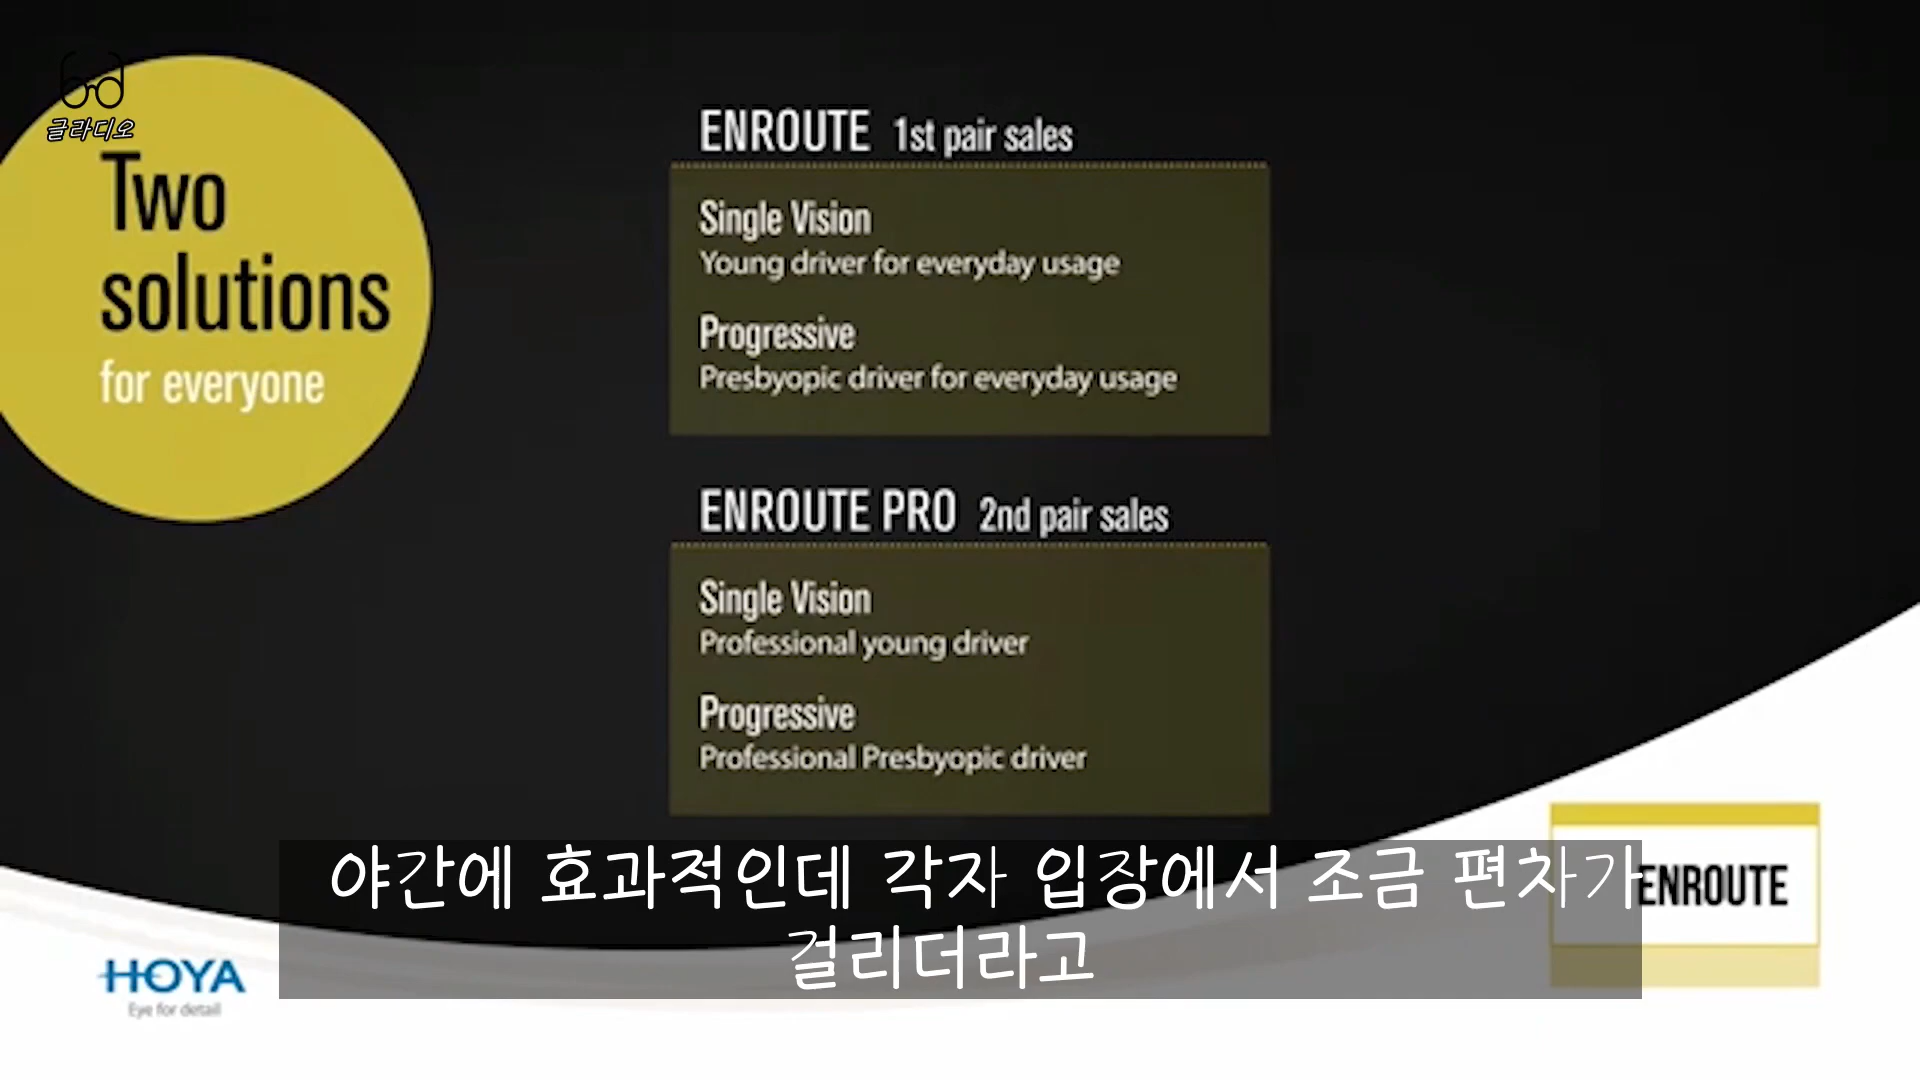 글라디오
Two
solutions
for everyone
ENROUTE 1st pair sales
Single Vision
Young driver for everyday usage
Progressive
Presbyopic driver for everyday usage
ENROUTE PRO 2nd pair sales
Single Vision
Professional young driver
Progressive
Professional Presbyopic driver
야간에 효과적인데 각자 입장에서 조금 편차가
걸리더라고
ENROUTE
HOYA
Eye for detail